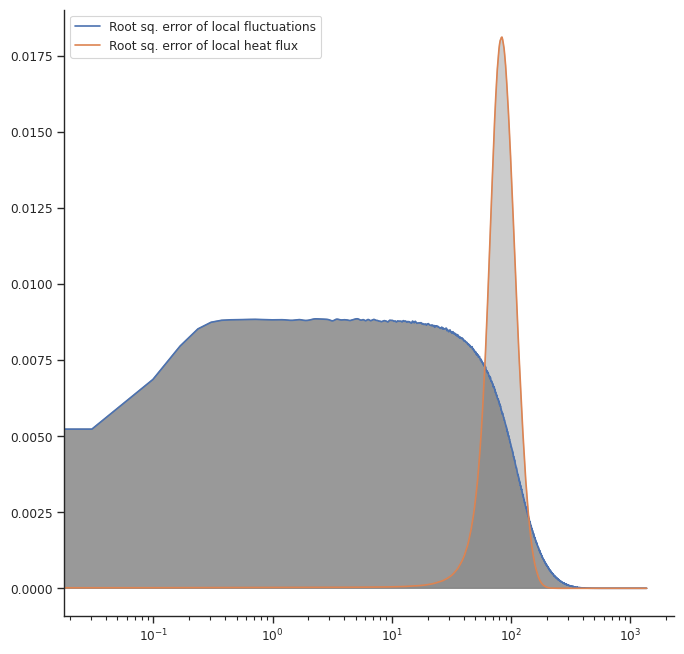 Root sq. error of local fluctuations
Root sq. error of local heat flux
0.0175
0.0150
0.0125
0.0100
0.0075
0.0050
0.0025
0.0000
10⁻¹ 10⁰ 10¹ 10² 10³